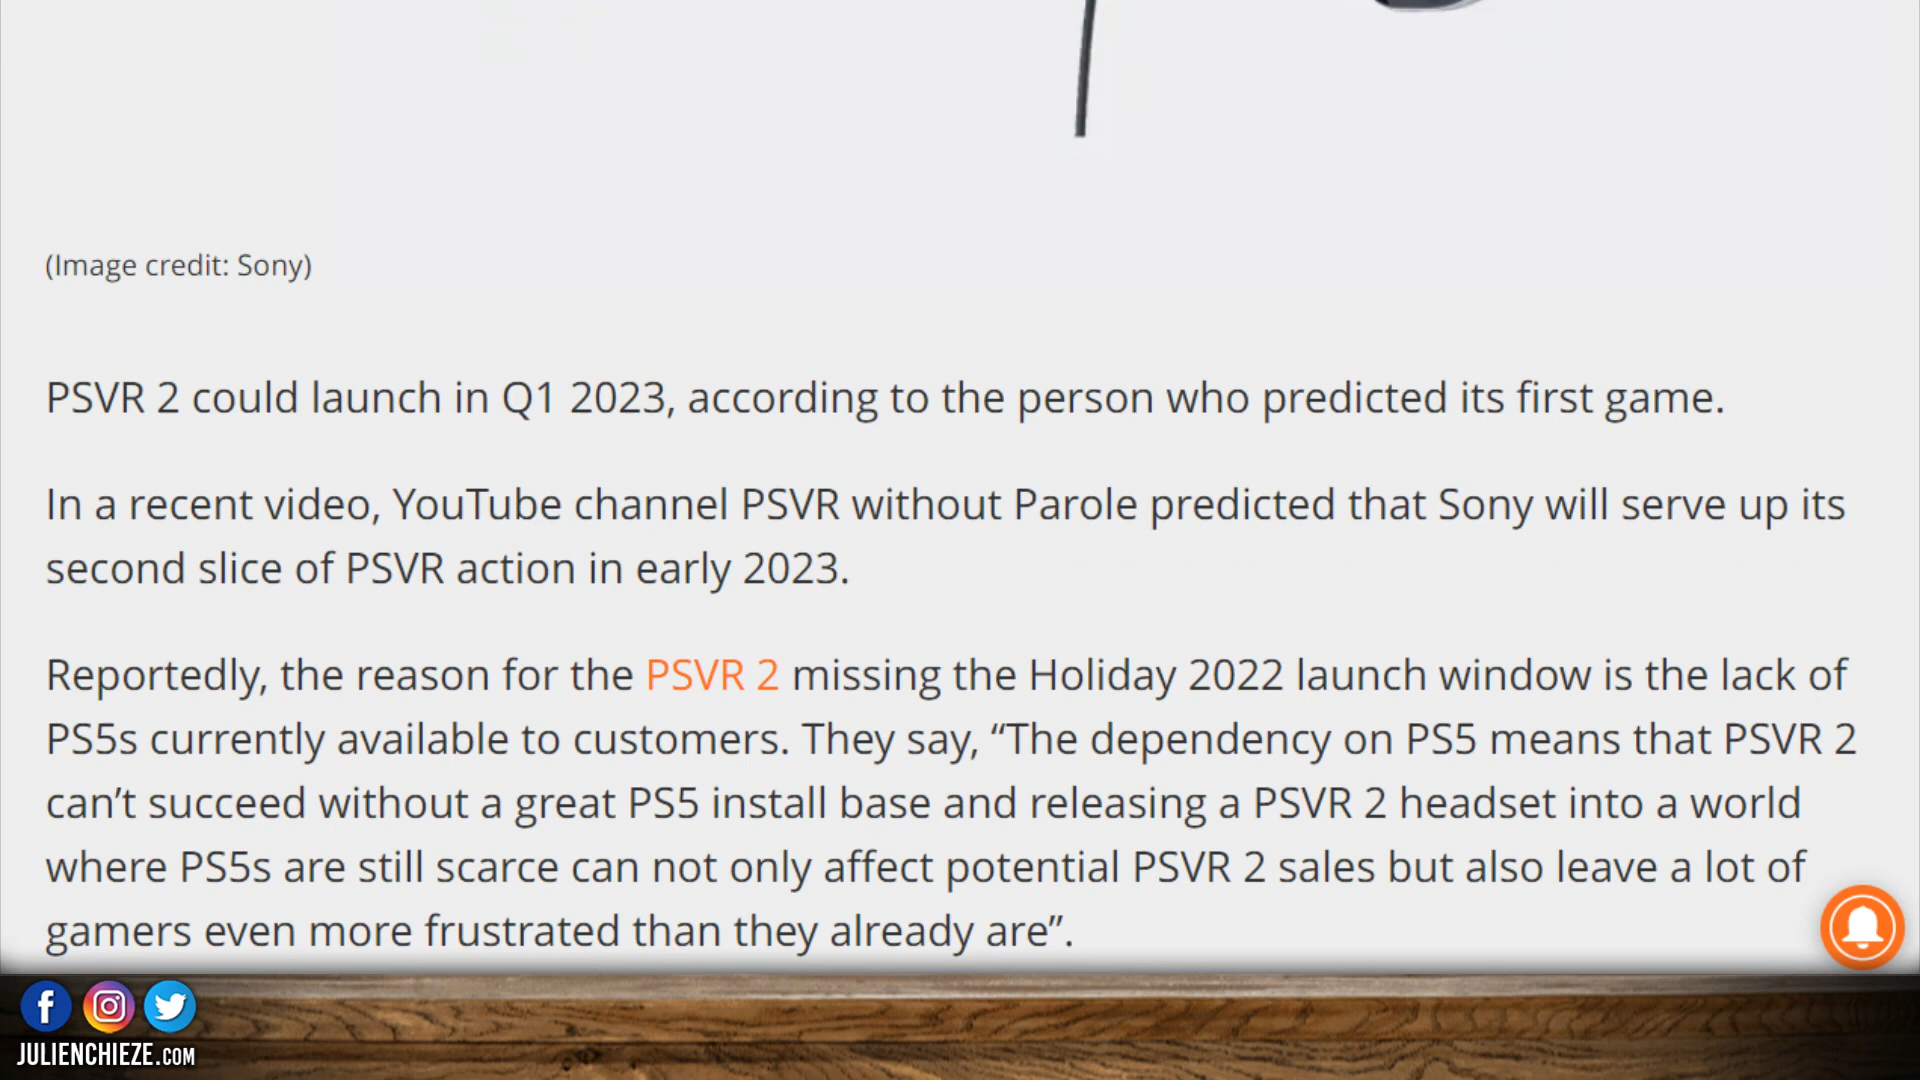 (Image credit: Sony)
PSVR 2 could launch in Q1 2023, according to the person who predicted its first game.
In a recent video, YouTube channel PSVR without Parole predicted that Sony will serve up its
second slice of PSVR action in early 2023.
Reportedly, the reason for the PSVR 2 missing the Holiday 2022 launch window is the lack of
PS5s currently available to customers. They say, “The dependency on PS5 means that PSVR 2
can’t succeed without a great PS5 install base and releasing a PSVR 2 headset into a world
where PS5s are still scarce can not only affect potential PSVR 2 sales but also leave a lot of
gamers even more frustrated than they already are”.
JULIENCHIEZE.COM